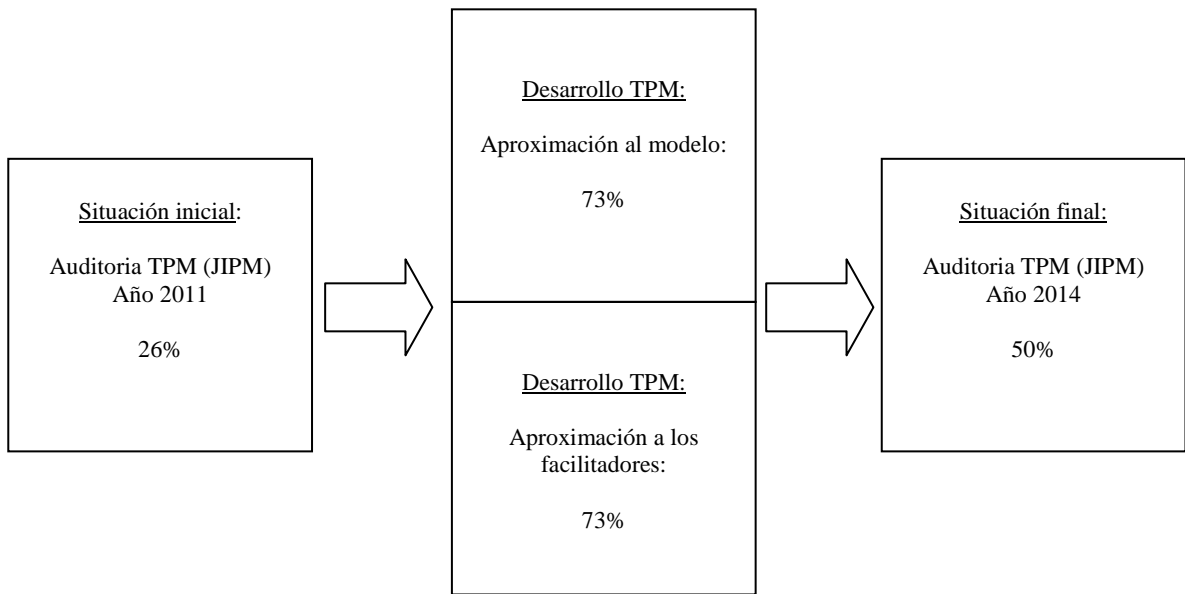 Situación inicial:
Auditoria TPM (JIPM)
Año 2011
26%
Desarrollo TPM:
Aproximación al modelo:
73%
Desarrollo TPM:
Aproximación a los
facilitadores:
73%
Situación final:
Auditoria TPM (JIPM)
Año 2014
50%